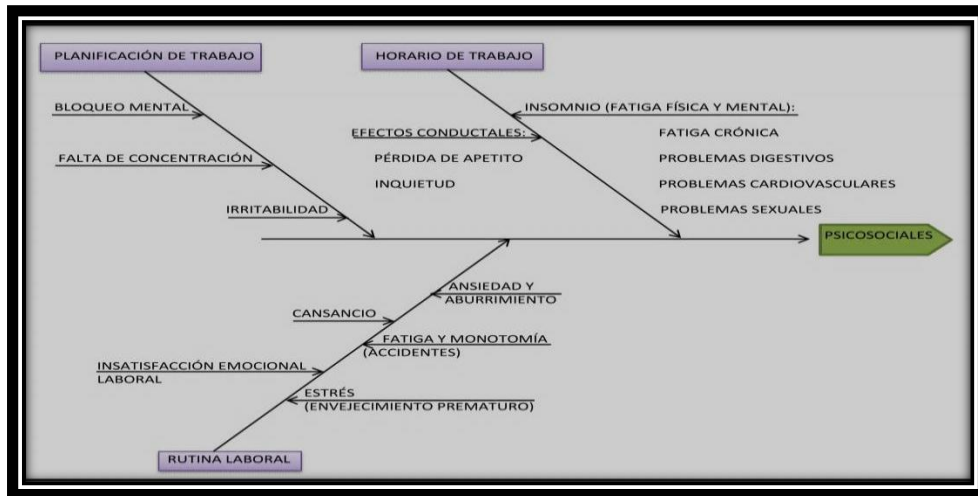 PLANIFICACIÓN DE TRABAJO
HORARIO DE TRABAJO
BLOQUEO MENTAL
FALTA DE CONCENTRACIÓN
IRRITABILIDAD
INSOMNIO (FATIGA FÍSICA Y MENTAL):
EFECTOS CONDUCTALES:
FATIGA CRÓNICA
PÉRDIDA DE APETITO
PROBLEMAS DIGESTIVOS
INQUIETUD
PROBLEMAS CARDIOVASCULARES
PROBLEMAS SEXUALES
PSICOSOCIALES
ANSIEDAD Y
ABURRIMIENTO
CANSANCIO
FATIGA Y MONOTOMÍA
(ACCIDENTES)
INSATISFACCIÓN EMOCIONAL
LABORAL
ESTRÉS
(ENVEJECIMIENTO PREMATURO)
RUTINA LABORAL